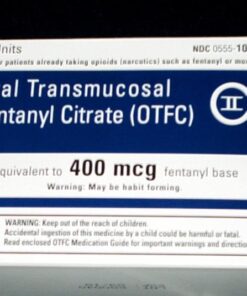 Units NDC 0555-10
r patients already taking opioids (narcotics) such as fentanyl or mor
al Transmucosal
ntanyl Citrate (OTFC)
CII
quivalent to 400 mcg fentanyl base
Warning: May be habit forming.
WARNING: Keep out of the reach of children.
Accidental ingestion of this medicine by a child could be harmful or fatal.
Read enclosed OTFC Medication Guide for important warnings and directio